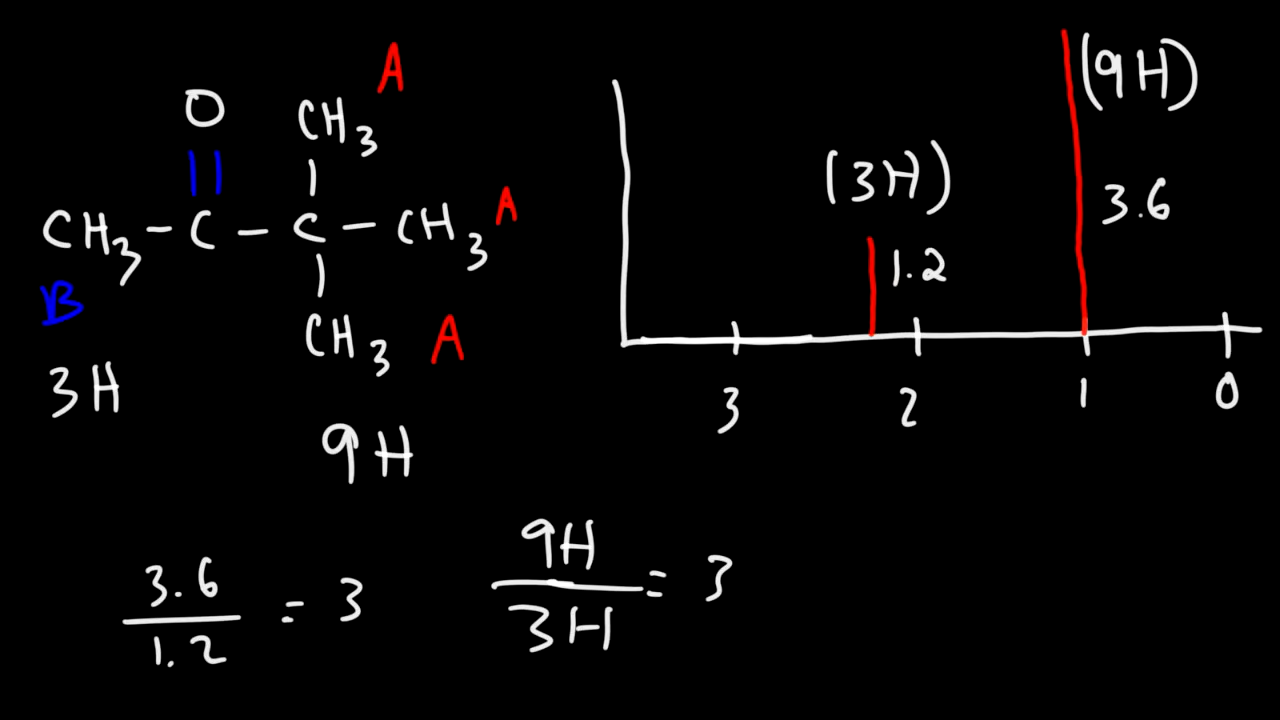 A
O
CH3
(9H)
||
(3H)
|
3.6
CH3 - C - C - CH3 A
1.2
B
|
CH3 A
3H
3 2 1 0
9H
3.6 / 1.2 = 3
9H / 3H = 3